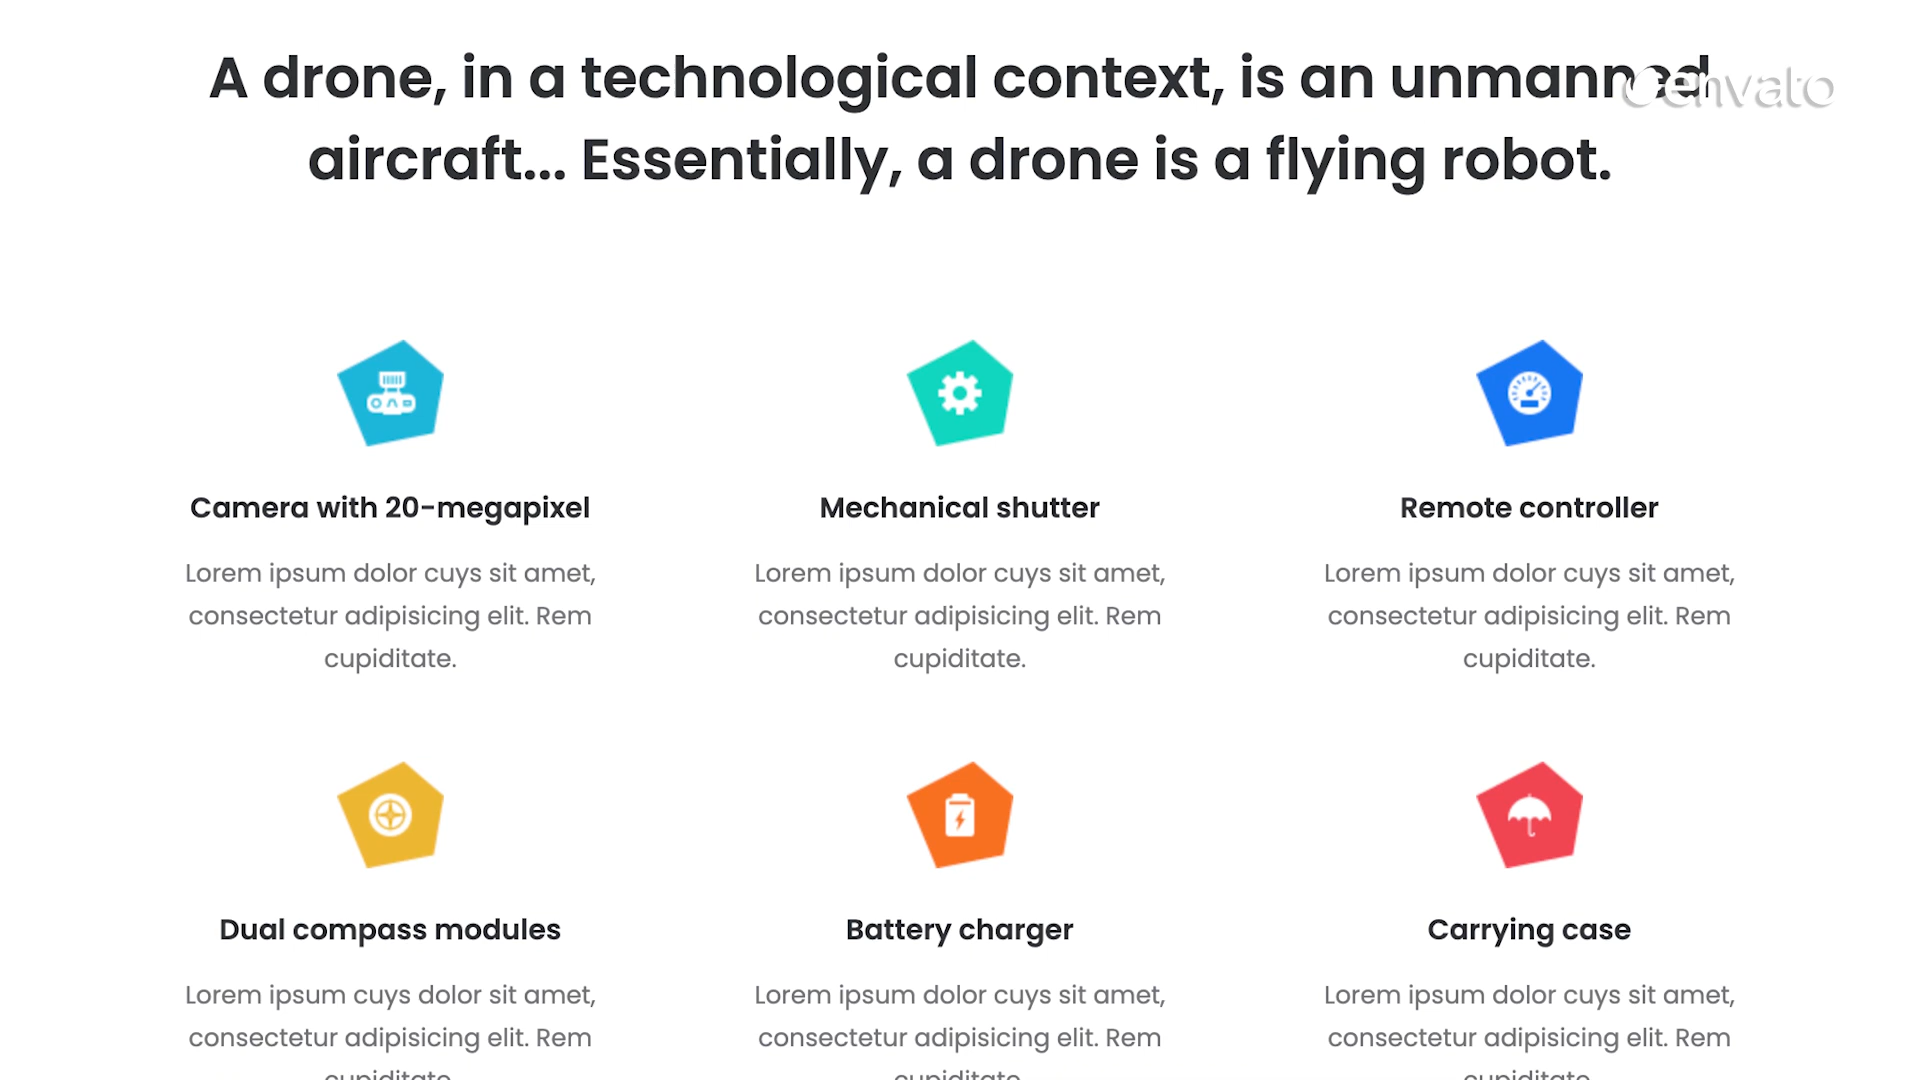 A drone, in a technological context, is an unmanned
envato
aircraft... Essentially, a drone is a flying robot.
Camera with 20-megapixel
Lorem ipsum dolor cuys sit amet,
consectetur adipisicing elit. Rem
cupiditate.
Mechanical shutter
Lorem ipsum dolor cuys sit amet,
consectetur adipisicing elit. Rem
cupiditate.
Remote controller
Lorem ipsum dolor cuys sit amet,
consectetur adipisicing elit. Rem
cupiditate.
Dual compass modules
Lorem ipsum cuys dolor sit amet,
consectetur adipisicing elit. Rem
cupiditate.
Battery charger
Lorem ipsum dolor cuys sit amet,
consectetur adipisicing elit. Rem
cupiditate.
Carrying case
Lorem ipsum dolor cuys sit amet,
consectetur adipisicing elit. Rem
cupiditate.